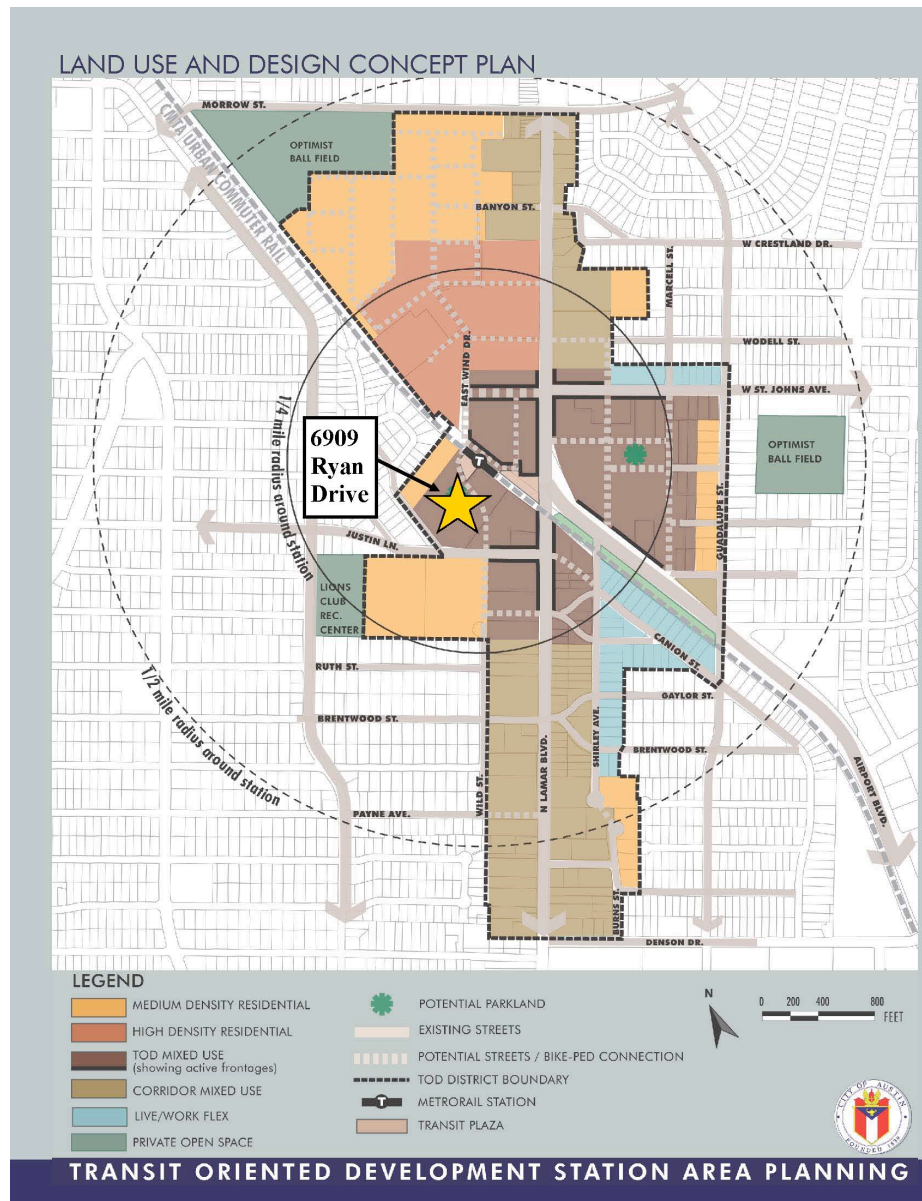 LAND USE AND DESIGN CONCEPT PLAN
MORROW ST.
CMTA URBAN COMMUTER RAIL
OPTIMIST
BALL FIELD
BANYON ST.
W CRESTLAND DR.
MARCELL ST.
WODELL ST.
EAST WIND DR.
W ST. JOHNS AVE.
1/4 mile radius around station
6909
Ryan
Drive
T
OPTIMIST
BALL FIELD
GUADALUPE ST.
JUSTIN LN.
LIONS
CLUB
REC.
CENTER
CANION ST.
RUTH ST.
GAYLOR ST.
BRENTWOOD ST.
SHIRLEY AVE.
N LAMAR BLVD.
BRENTWOOD ST.
1/2 mile radius around station
WILD ST.
AIRPORT BLVD.
PAYNE AVE.
BURNS ST.
DENSON DR.
LEGEND
MEDIUM DENSITY RESIDENTIAL
HIGH DENSITY RESIDENTIAL
TOD MIXED USE
(showing active frontages)
CORRIDOR MIXED USE
LIVE/WORK FLEX
PRIVATE OPEN SPACE
POTENTIAL PARKLAND
EXISTING STREETS
POTENTIAL STREETS / BIKE-PED CONNECTION
TOD DISTRICT BOUNDARY
T
METRORAIL STATION
TRANSIT PLAZA
N
0 200 400 800
FEET
CITY OF AUSTIN
FOUNDED 1839
TRANSIT ORIENTED DEVELOPMENT STATION AREA PLANNING